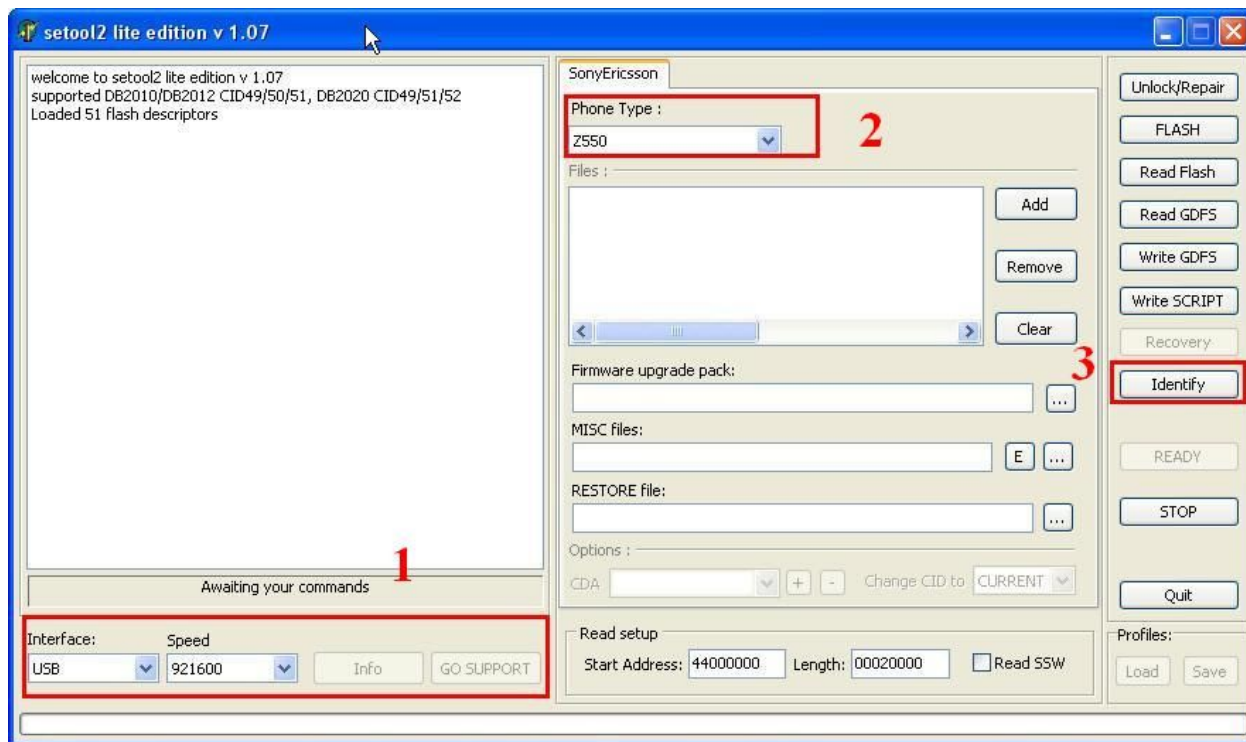 setool2 lite edition v 1.07
welcome to setool2 lite edition v 1.07
supported DB2010/DB2012 CID49/50/51, DB2020 CID49/51/52
Loaded 51 flash descriptors
Awaiting your commands
1
Interface:
Speed
USB
921600
Info
GO SUPPORT
SonyEricsson
Phone Type :
Z550
2
Files :
Add
Remove
Clear
Firmware upgrade pack:
...
MISC files:
E
...
RESTORE file:
...
Options :
CDA
+
-
Change CID to
CURRENT
Read setup
Start Address:
44000000
Length:
00020000
Read SSW
Unlock/Repair
FLASH
Read Flash
Read GDFS
Write GDFS
Write SCRIPT
Recovery
3
Identify
READY
STOP
Quit
Profiles:
Load
Save